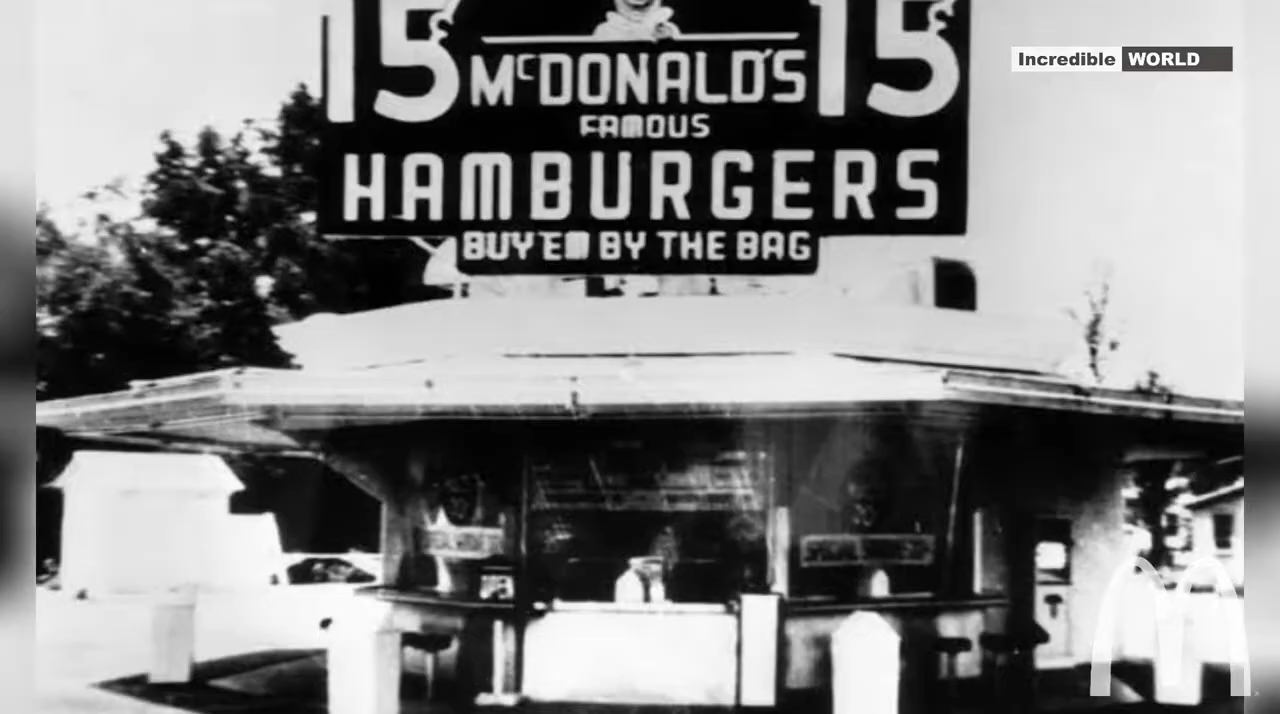 15¢ 15¢
McDONALD'S
FAMOUS
HAMBURGERS
BUY'EM BY THE BAG
Incredible WORLD